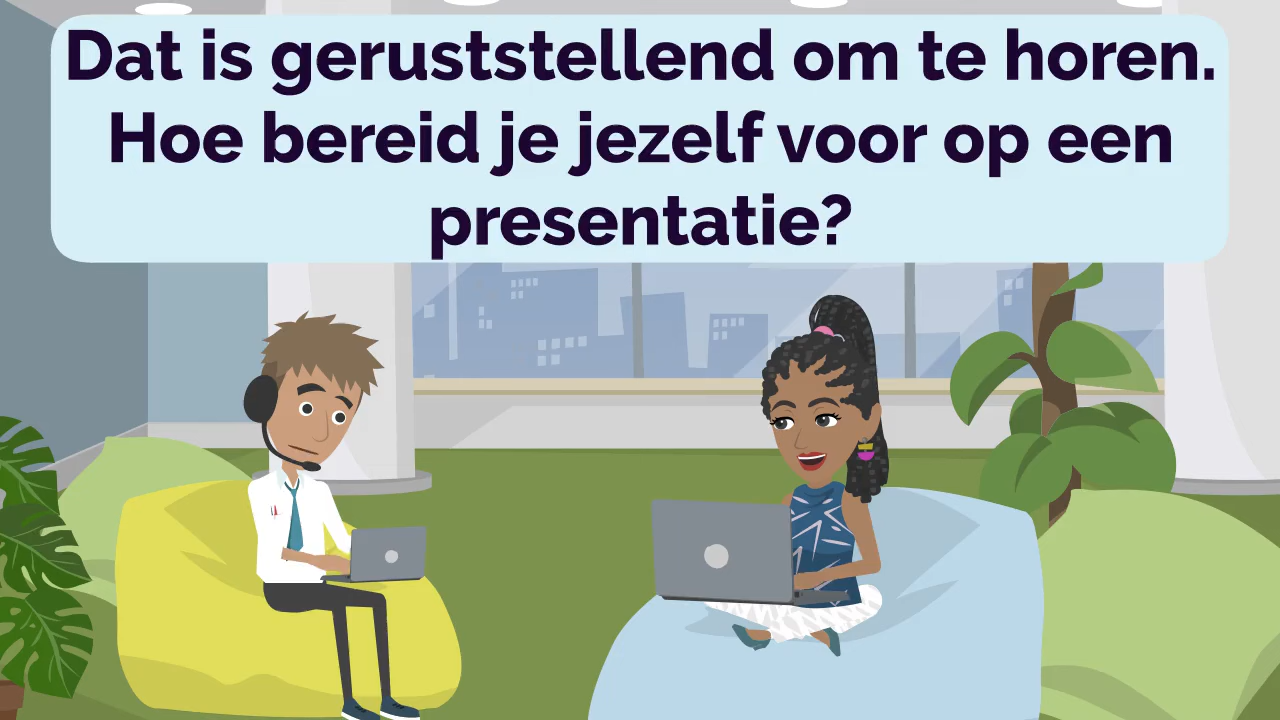 Dat is geruststellend om te horen.
Hoe bereid je jezelf voor op een
presentatie?